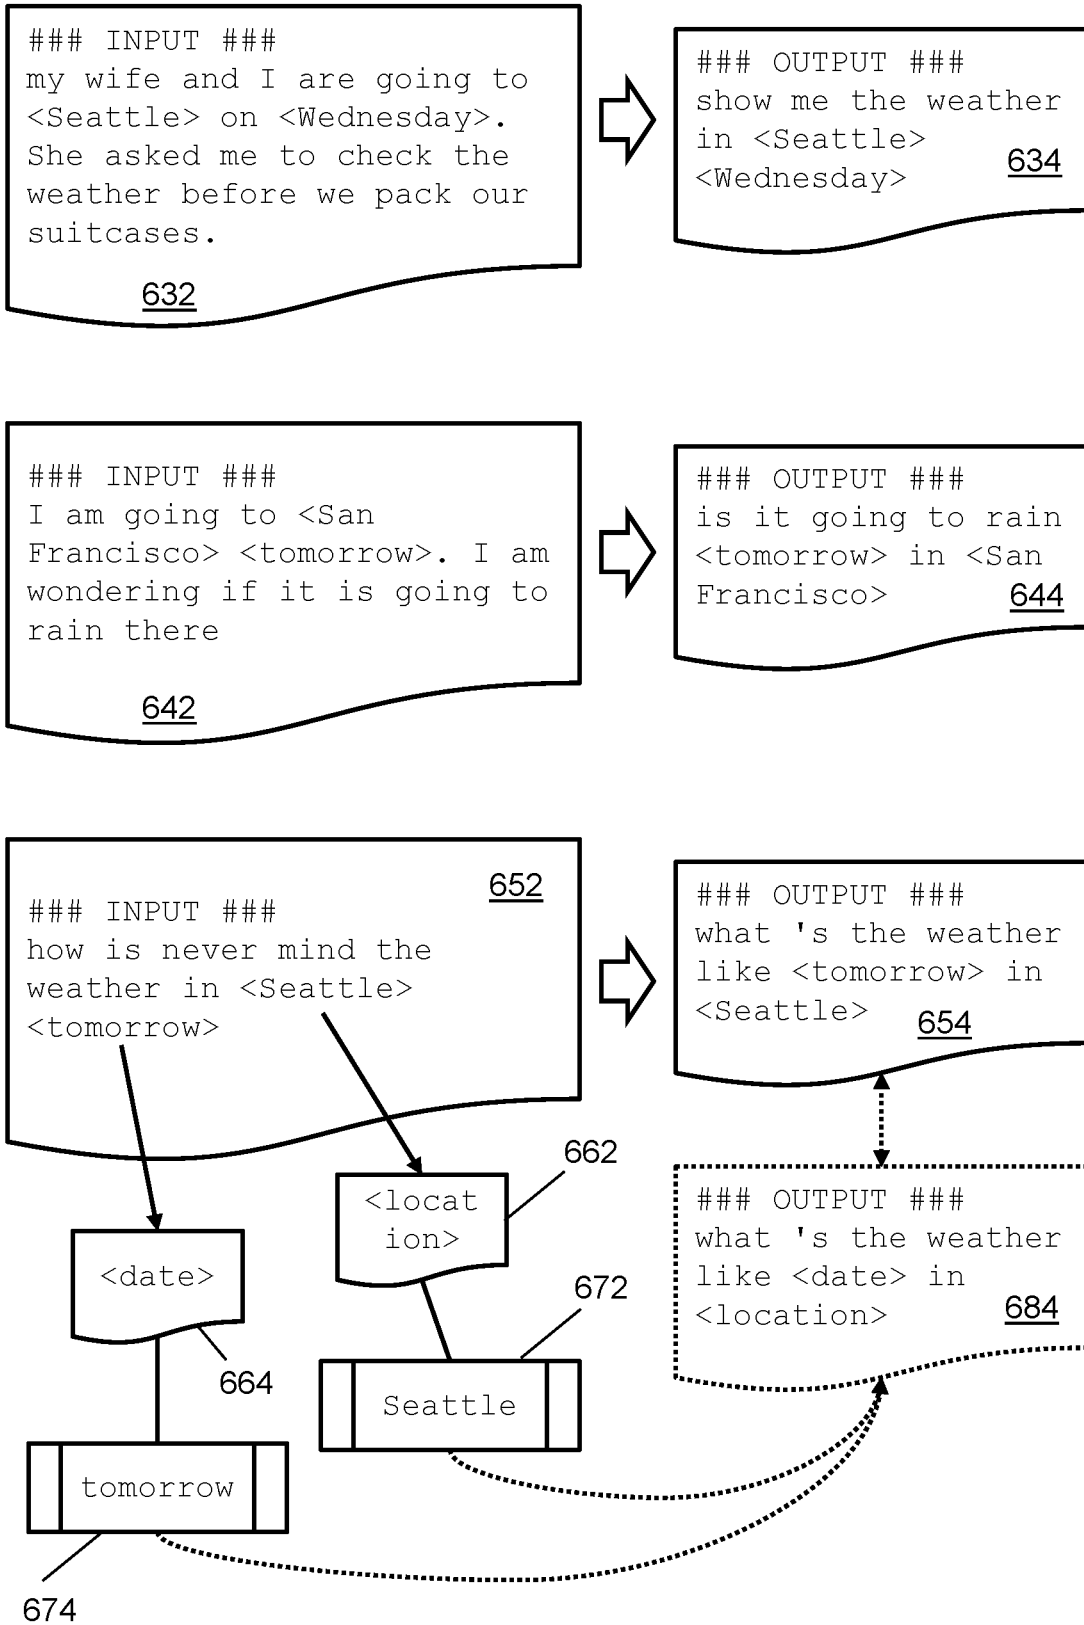 ### INPUT ###
my wife and I are going to
<Seattle> on <Wednesday>.
She asked me to check the
weather before we pack our
suitcases.
632
### OUTPUT ###
show me the weather
in <Seattle>
<Wednesday>
634
### INPUT ###
I am going to <San
Francisco> <tomorrow>. I am
wondering if it is going to
rain there
642
### OUTPUT ###
is it going to rain
<tomorrow> in <San
Francisco>
644
652
### INPUT ###
how is never mind the
weather in <Seattle>
<tomorrow>
### OUTPUT ###
what 's the weather
like <tomorrow> in
<Seattle>
654
662
<locat
ion>
<date>
664
672
Seattle
tomorrow
674
### OUTPUT ###
what 's the weather
like <date> in
<location>
684